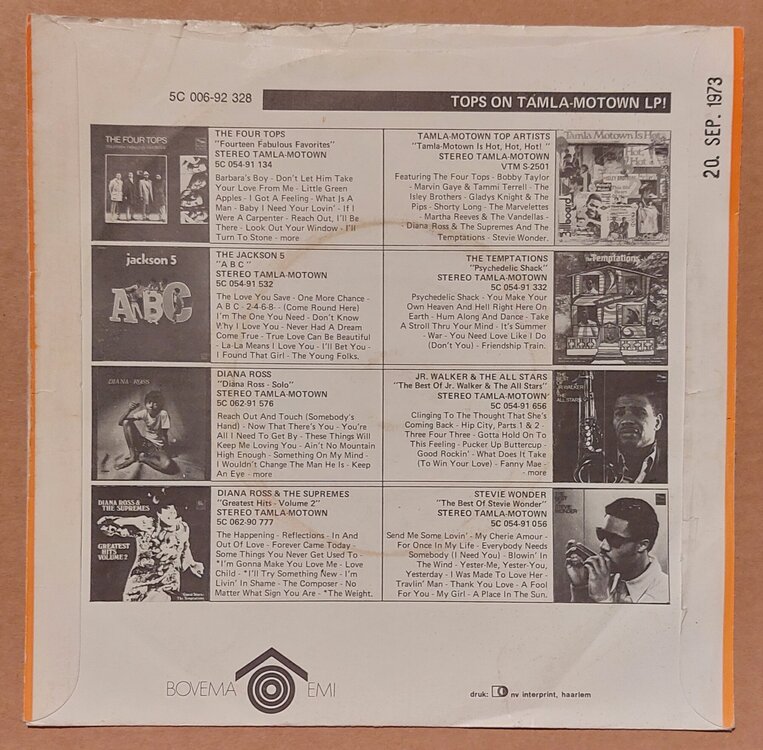 5C 006-92 328
TOPS ON TAMLA-MOTOWN LP!
20. SEP. 1973
THE FOUR TOPS
THE FOUR TOPS
"Fourteen Fabulous Favorites"
STEREO TAMLA-MOTOWN
5C 054-91 134
Barbara's Boy - Don't Let Him Take
Your Love From Me - Little Green
Apples - I Got A Feeling - What Js A
Man - Baby I Need Your Lovin' - If I
Were A Carpenter - Reach Out, I'll Be
There - Look Out Your Window - I'll
Turn To Stone - more
TAMLA-MOTOWN TOP ARTISTS
"Tamla-Motown Is Hot, Hot, Hot!"
STEREO TAMLA-MOTOWN
VTM S-2501
Featuring The Four Tops - Bobby Taylor
- Marvin Gaye & Tammi Terrell - The
Isley Brothers - Gladys Knight & The
Pips - Shorty Long - The Marvelettes
- Martha Reeves & The Vandellas -
Diana Ross & The Supremes And The
Temptations - Stevie Wonder.
Tamla Motown Is Hot,
Hot,
Hot!
jackson 5
ABC
THE JACKSON 5
"A B C"
STEREO TAMLA-MOTOWN
5C 054-91 532
The Love You Save - One More Chance -
A B C - 2-4-6-8- - (Come Round Here)
I'm The One You Need - Don't Know
Why I Love You - Never Had A Dream
Come True - True Love Can Be Beautiful
- La-La Means I Love You - I'll Bet You -
I Found That Girl - The Young Folks.
THE TEMPTATIONS
"Psychedelic Shack"
STEREO TAMLA-MOTOWN
5C 054-91 332
Psychedelic Shack - You Make Your
Own Heaven And Hell Right Here On
Earth - Hum Along And Dance - Take
A Stroll Thru Your Mind - It's Summer
- War - You Need Love Like I Do
(Don't You) - Friendship Train.
The Temptations
DIANA ROSS
DIANA ROSS
"Diana Ross - Solo"
STEREO TAMLA-MOTOWN
5C 062-91 576
Reach Out And Touch (Somebody's
Hand) - Now That There's You - You're
All I Need To Get By - These Things Will
Keep Me Loving You - Ain't No Mountain
High Enough - Something On My Mind -
I Wouldn't Change The Man He Is - Keep
An Eye - more
JR. WALKER & THE ALL STARS
"The Best Of Jr. Walker & The All Stars"
STEREO TAMLA-MOTOWN
5C 054-91 656
Clinging To The Thought That She's
Coming Back - Hip City, Parts 1 & 2 -
Three Four Three - Gotta Hold On To
This Feeling - Pucker Up Buttercup -
Good Rockin' - What Does It Take
(To Win Your Love) - Fanny Mae -
- more
DIANA ROSS &
THE SUPREMES
GREATEST
HITS
VOLUME 2
DIANA ROSS & THE SUPREMES
"Greatest Hits - Volume 2"
STEREO TAMLA-MOTOWN
5C 062-90 777
The Happening - Reflections - In And
Out Of Love - Forever Came Today -
Some Things You Never Get Used To -
*I'm Gonna Make You Love Me - Love
Child - *I'll Try Something New - I'm
Livin' In Shame - The Composer - No
Matter What Sign You Are - *The Weight.
STEVIE WONDER
"The Best Of Stevie Wonder"
STEREO TAMLA-MOTOWN
5C 054-91 056
Send Me Some Lovin' - My Cherie Amour -
For Once In My Life - Everybody Needs
Somebody (I Need You) - Blowin' In
The Wind - Yester-Me, Yester-You,
Yesterday - I Was Made To Love Her -
Travlin' Man - Thank You Love - A Fool
For You - My Girl - A Place In The Sun.
BOVEMA EMI
druk: nv interprint, haarlem